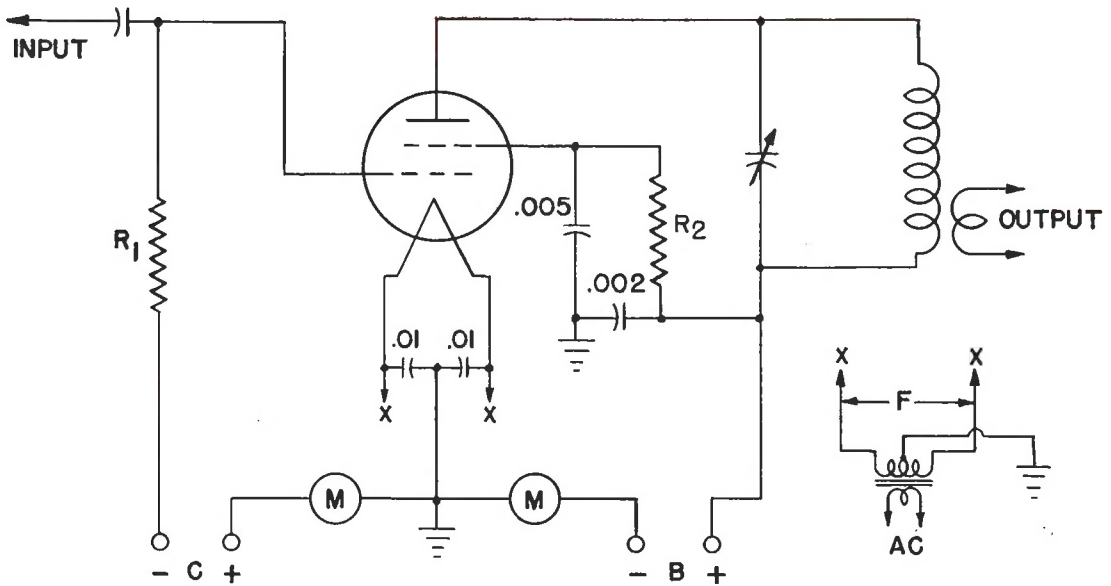 INPUT
R1
.005
R2
.002
OUTPUT
.01 .01
X X
X X
F
M M
- C +
- B +
AC